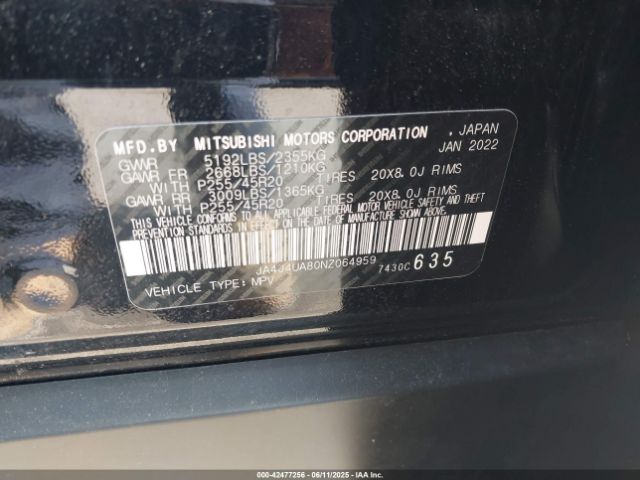 MFD.BY MITSUBISHI MOTORS CORPORATION , JAPAN
GVWR 5192LBS/2355KG JAN 2022
GAWR FR 2668LBS/1210KG
WITH P255/45R20 TIRES 20X8.0J RIMS
GAWR RR 3009LBS/1365KG
WITH P255/45R20 TIRES 20X8.0J RIMS
THIS VEHICLE CONFORMS TO ALL APPLICABLE FEDERAL MOTOR VEHICLE SAFETY AND THEFT
PREVENTION STANDARDS IN EFFECT ON THE DATE OF MANUFACTURE SHOWN ABOVE.
JA4J4UA80NZ064959 7430C 635
VEHICLE TYPE: MPV
000-42477256 - 06/11/2025 - IAAI.COM